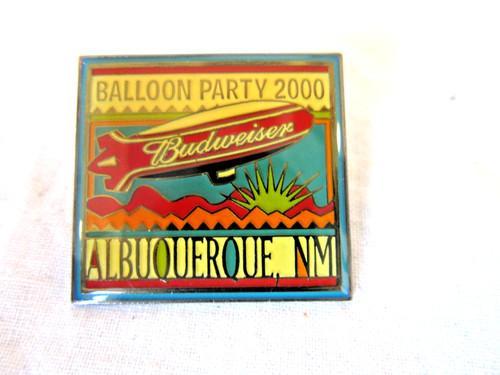 BALLOON PARTY 2000
Budweiser
ALBUQUERQUE, NM